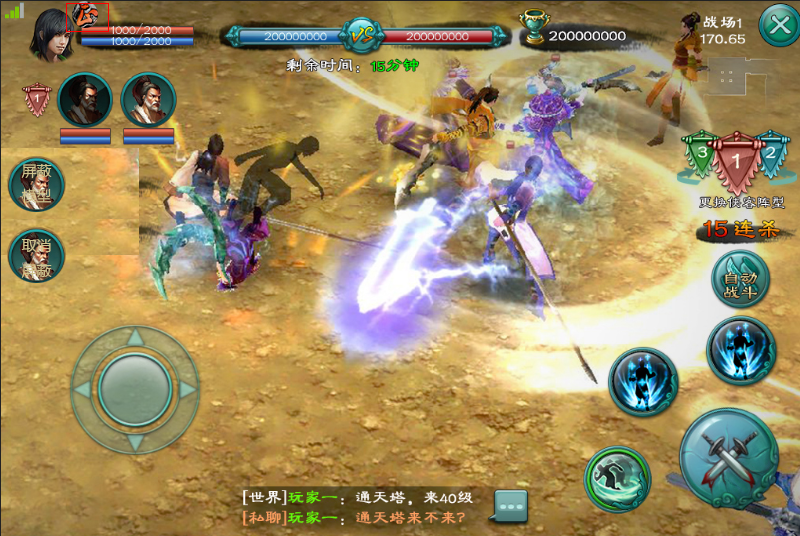 公
1000/2000
1000/2000
200000000
VS
200000000
200000000
战场1
170.65
剩余时间：15分钟
1
屏蔽
模型
取消
屏蔽
3
1
2
更换侠客阵型
15连杀
自动
战斗
[世界]玩家一：通天塔，来40级
[私聊]玩家一：通天塔来不来？